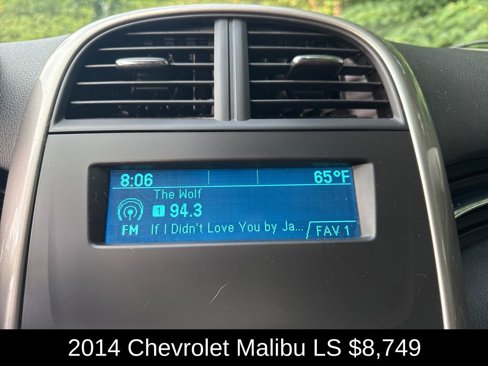 8:06 65°F
The Wolf
1 94.3
FM If I Didn't Love You by Ja... FAV 1
2014 Chevrolet Malibu LS $8,749